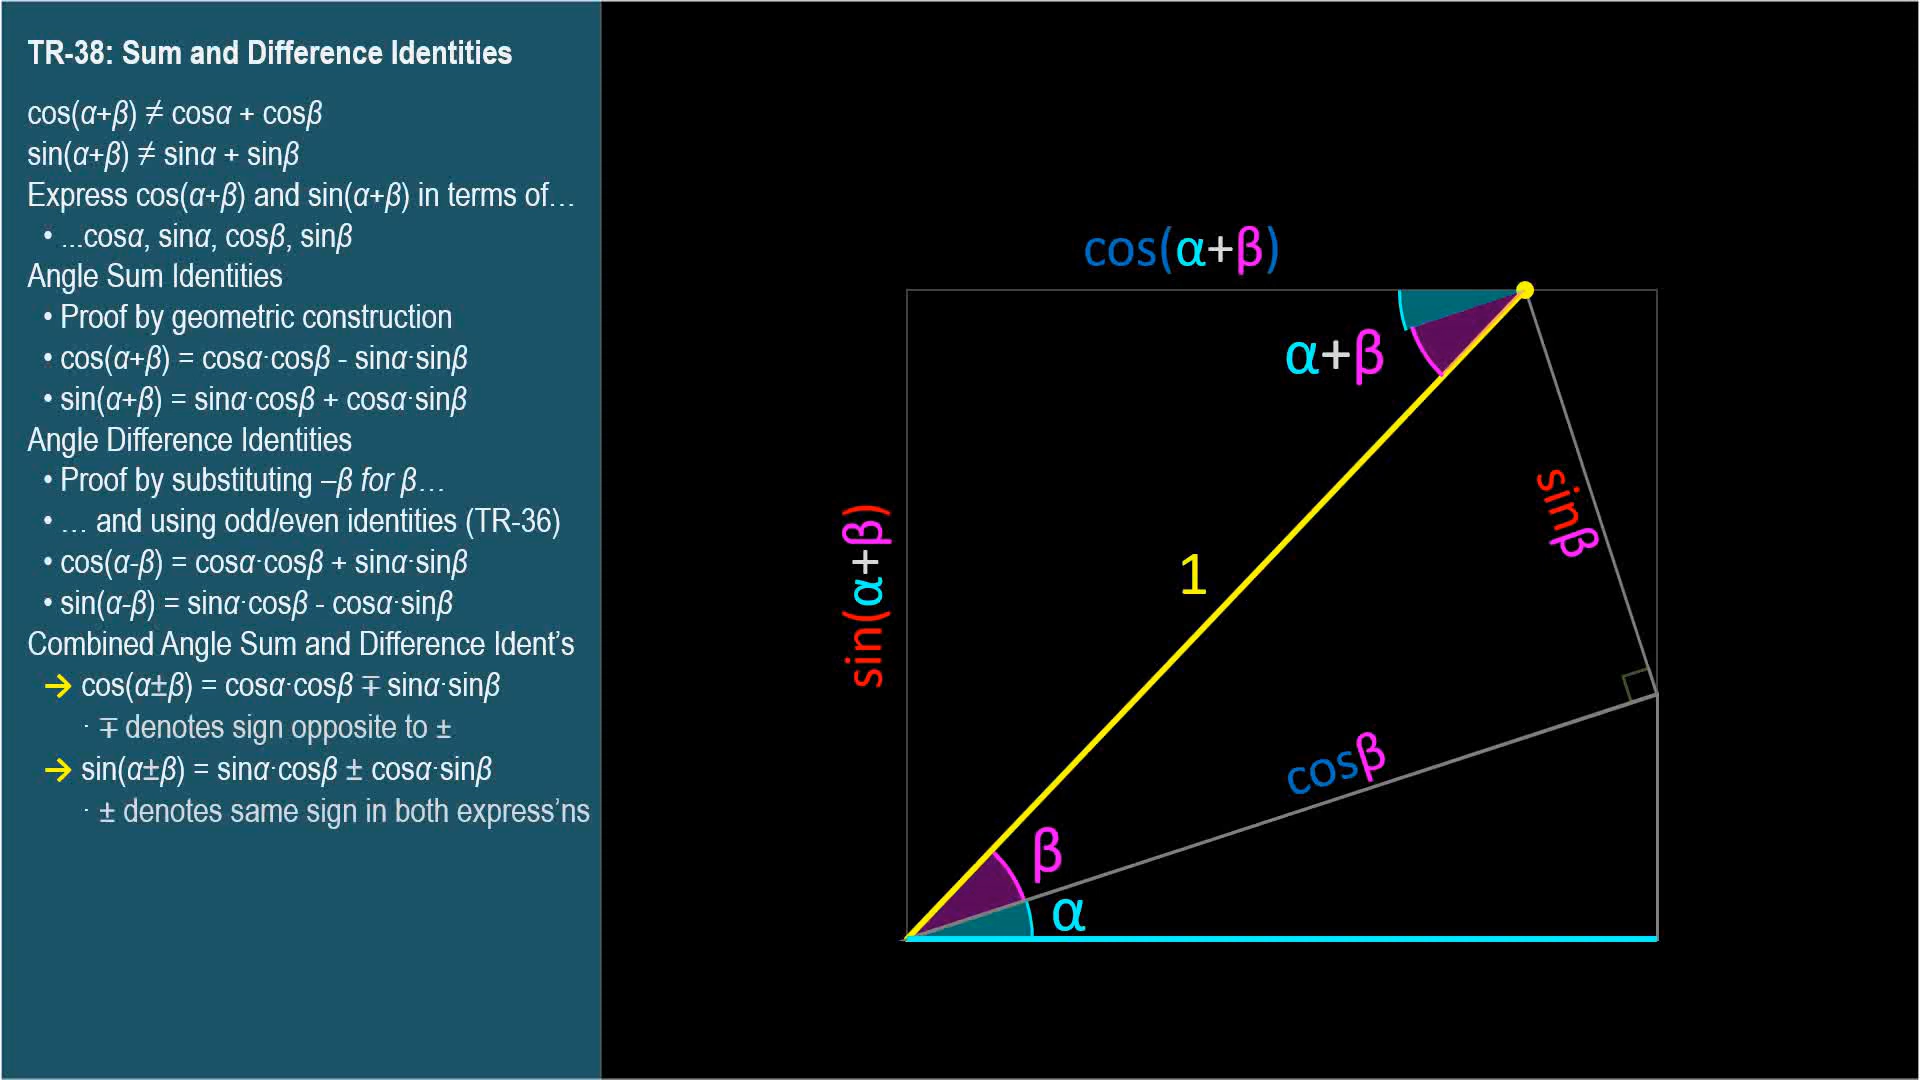 TR-38: Sum and Difference Identities
cos(α+β) ≠ cosα + cosβ
sin(α+β) ≠ sinα + sinβ
Express cos(α+β) and sin(α+β) in terms of…
• ...cosα, sinα, cosβ, sinβ
Angle Sum Identities
• Proof by geometric construction
• cos(α+β) = cosα·cosβ - sinα·sinβ
• sin(α+β) = sinα·cosβ + cosα·sinβ
Angle Difference Identities
• Proof by substituting –β for β…
• … and using odd/even identities (TR-36)
• cos(α-β) = cosα·cosβ + sinα·sinβ
• sin(α-β) = sinα·cosβ - cosα·sinβ
Combined Angle Sum and Difference Ident’s
→ cos(α±β) = cosα·cosβ ∓ sinα·sinβ
· ∓ denotes sign opposite to ±
→ sin(α±β) = sinα·cosβ ± cosα·sinβ
· ± denotes same sign in both express’ns
cos(α+β)
α+β
sin(α+β)
1
sinβ
cosβ
β
α